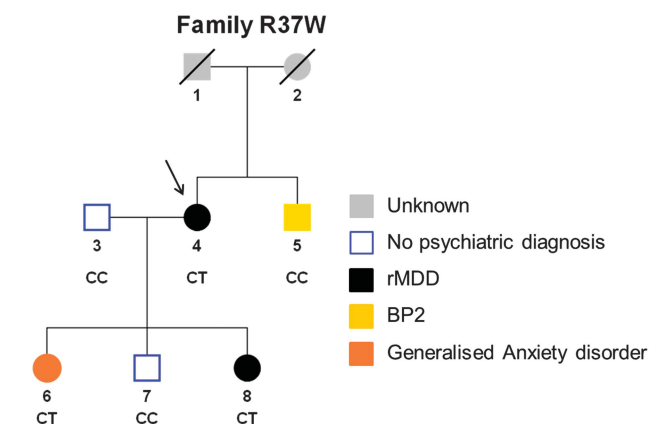 Family R37W
1 2
3 4 5
CC CT CC
6 7 8
CT CC CT
Unknown
No psychiatric diagnosis
rMDD
BP2
Generalised Anxiety disorder